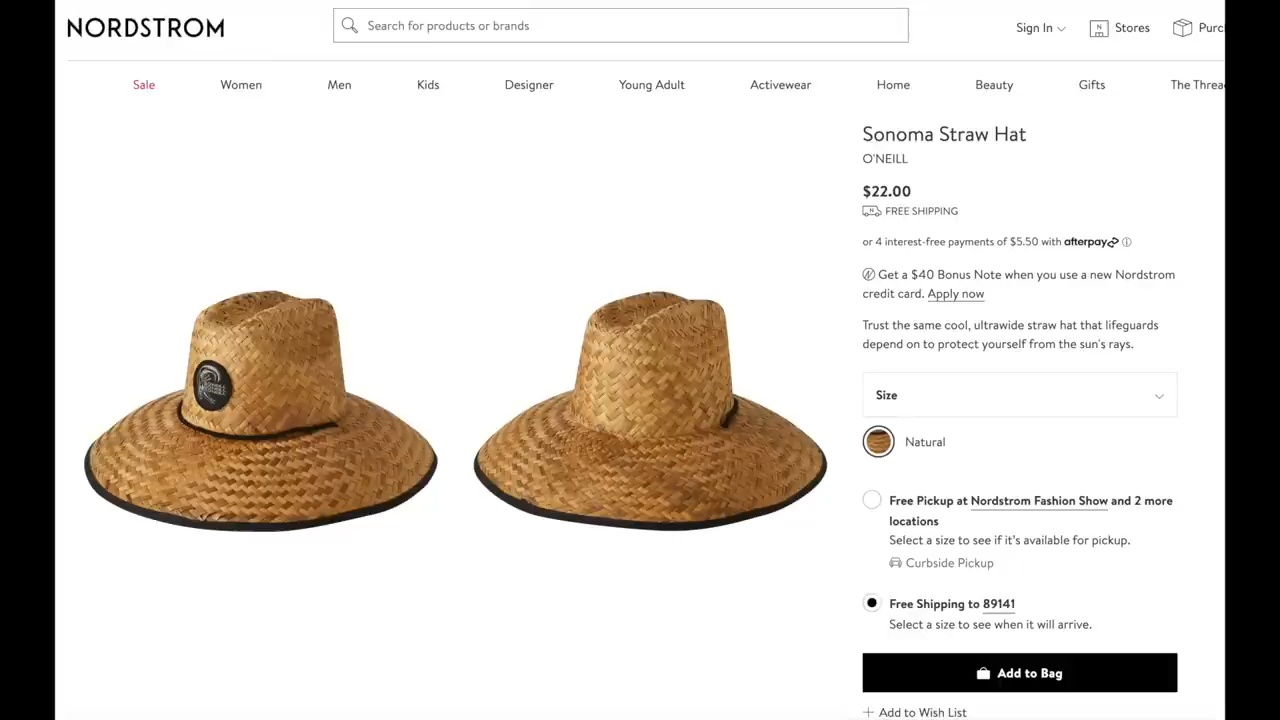 NORDSTROM
Search for products or brands
Sign In
Stores
Purc
Sale
Women
Men
Kids
Designer
Young Adult
Activewear
Home
Beauty
Gifts
The Threa
Sonoma Straw Hat
O'NEILL
$22.00
FREE SHIPPING
or 4 interest-free payments of $5.50 with afterpay
Get a $40 Bonus Note when you use a new Nordstrom
credit card. Apply now
Trust the same cool, ultrawide straw hat that lifeguards
depend on to protect yourself from the sun's rays.
Size
Natural
Free Pickup at Nordstrom Fashion Show and 2 more
locations
Select a size to see if it's available for pickup.
Curbside Pickup
Free Shipping to 89141
Select a size to see when it will arrive.
Add to Bag
+ Add to Wish List